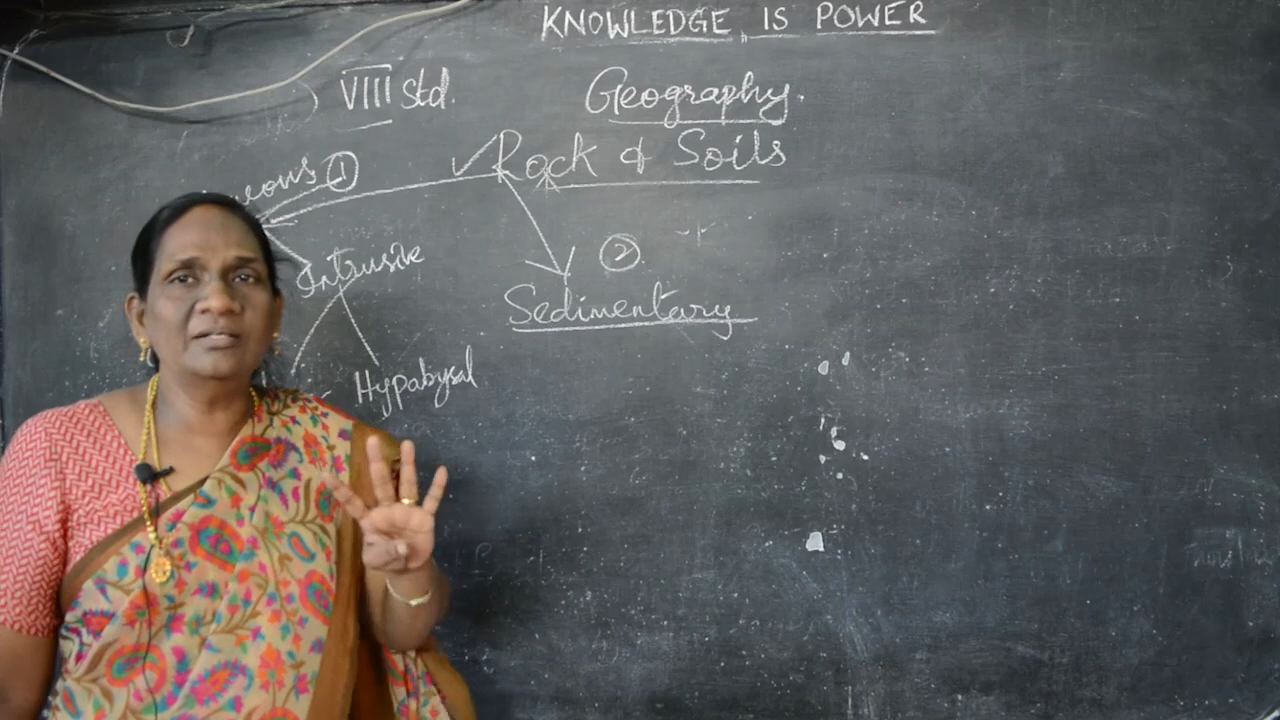 KNOWLEDGE IS POWER
VIII Std.
Geography.
Rock & Soils
eous ①
Intrusive
②
Sedimentary
Hypabysal